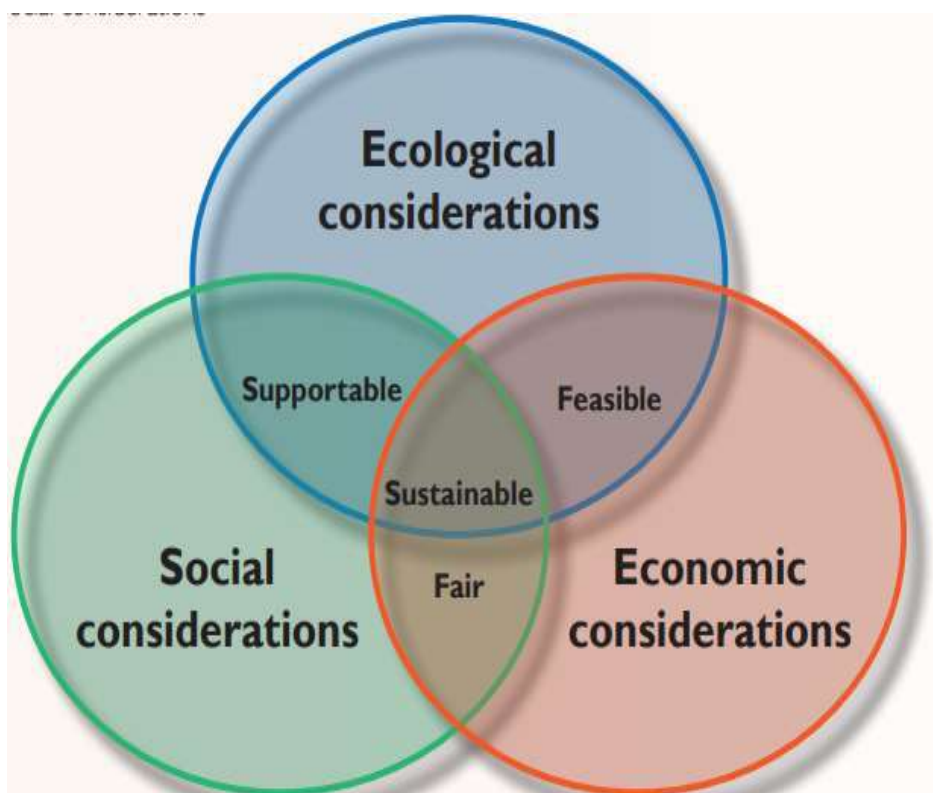 Ecological
considerations
Supportable
Feasible
Sustainable
Social
considerations
Fair
Economic
considerations